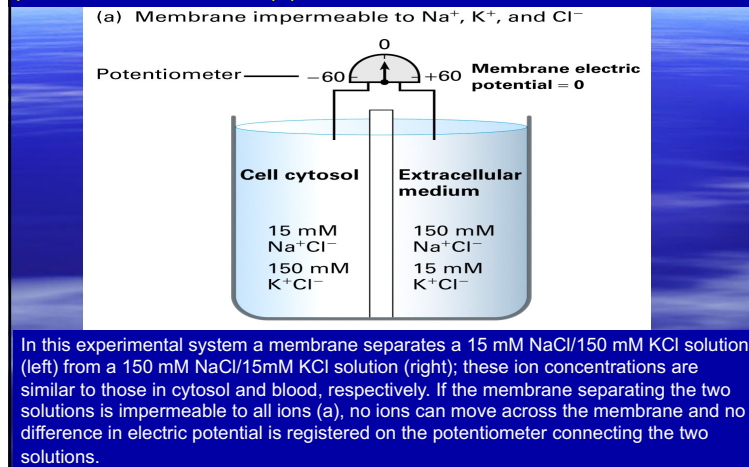 (a) Membrane impermeable to Na⁺, K⁺, and Cl⁻
0
Potentiometer
−60
+60
Membrane electric
potential = 0
Cell cytosol
Extracellular
medium
15 mM
Na⁺Cl⁻
150 mM
K⁺Cl⁻
150 mM
Na⁺Cl⁻
15 mM
K⁺Cl⁻
In this experimental system a membrane separates a 15 mM NaCl/150 mM KCl solution
(left) from a 150 mM NaCl/15mM KCl solution (right); these ion concentrations are
similar to those in cytosol and blood, respectively. If the membrane separating the two
solutions is impermeable to all ions (a), no ions can move across the membrane and no
difference in electric potential is registered on the potentiometer connecting the two
solutions.